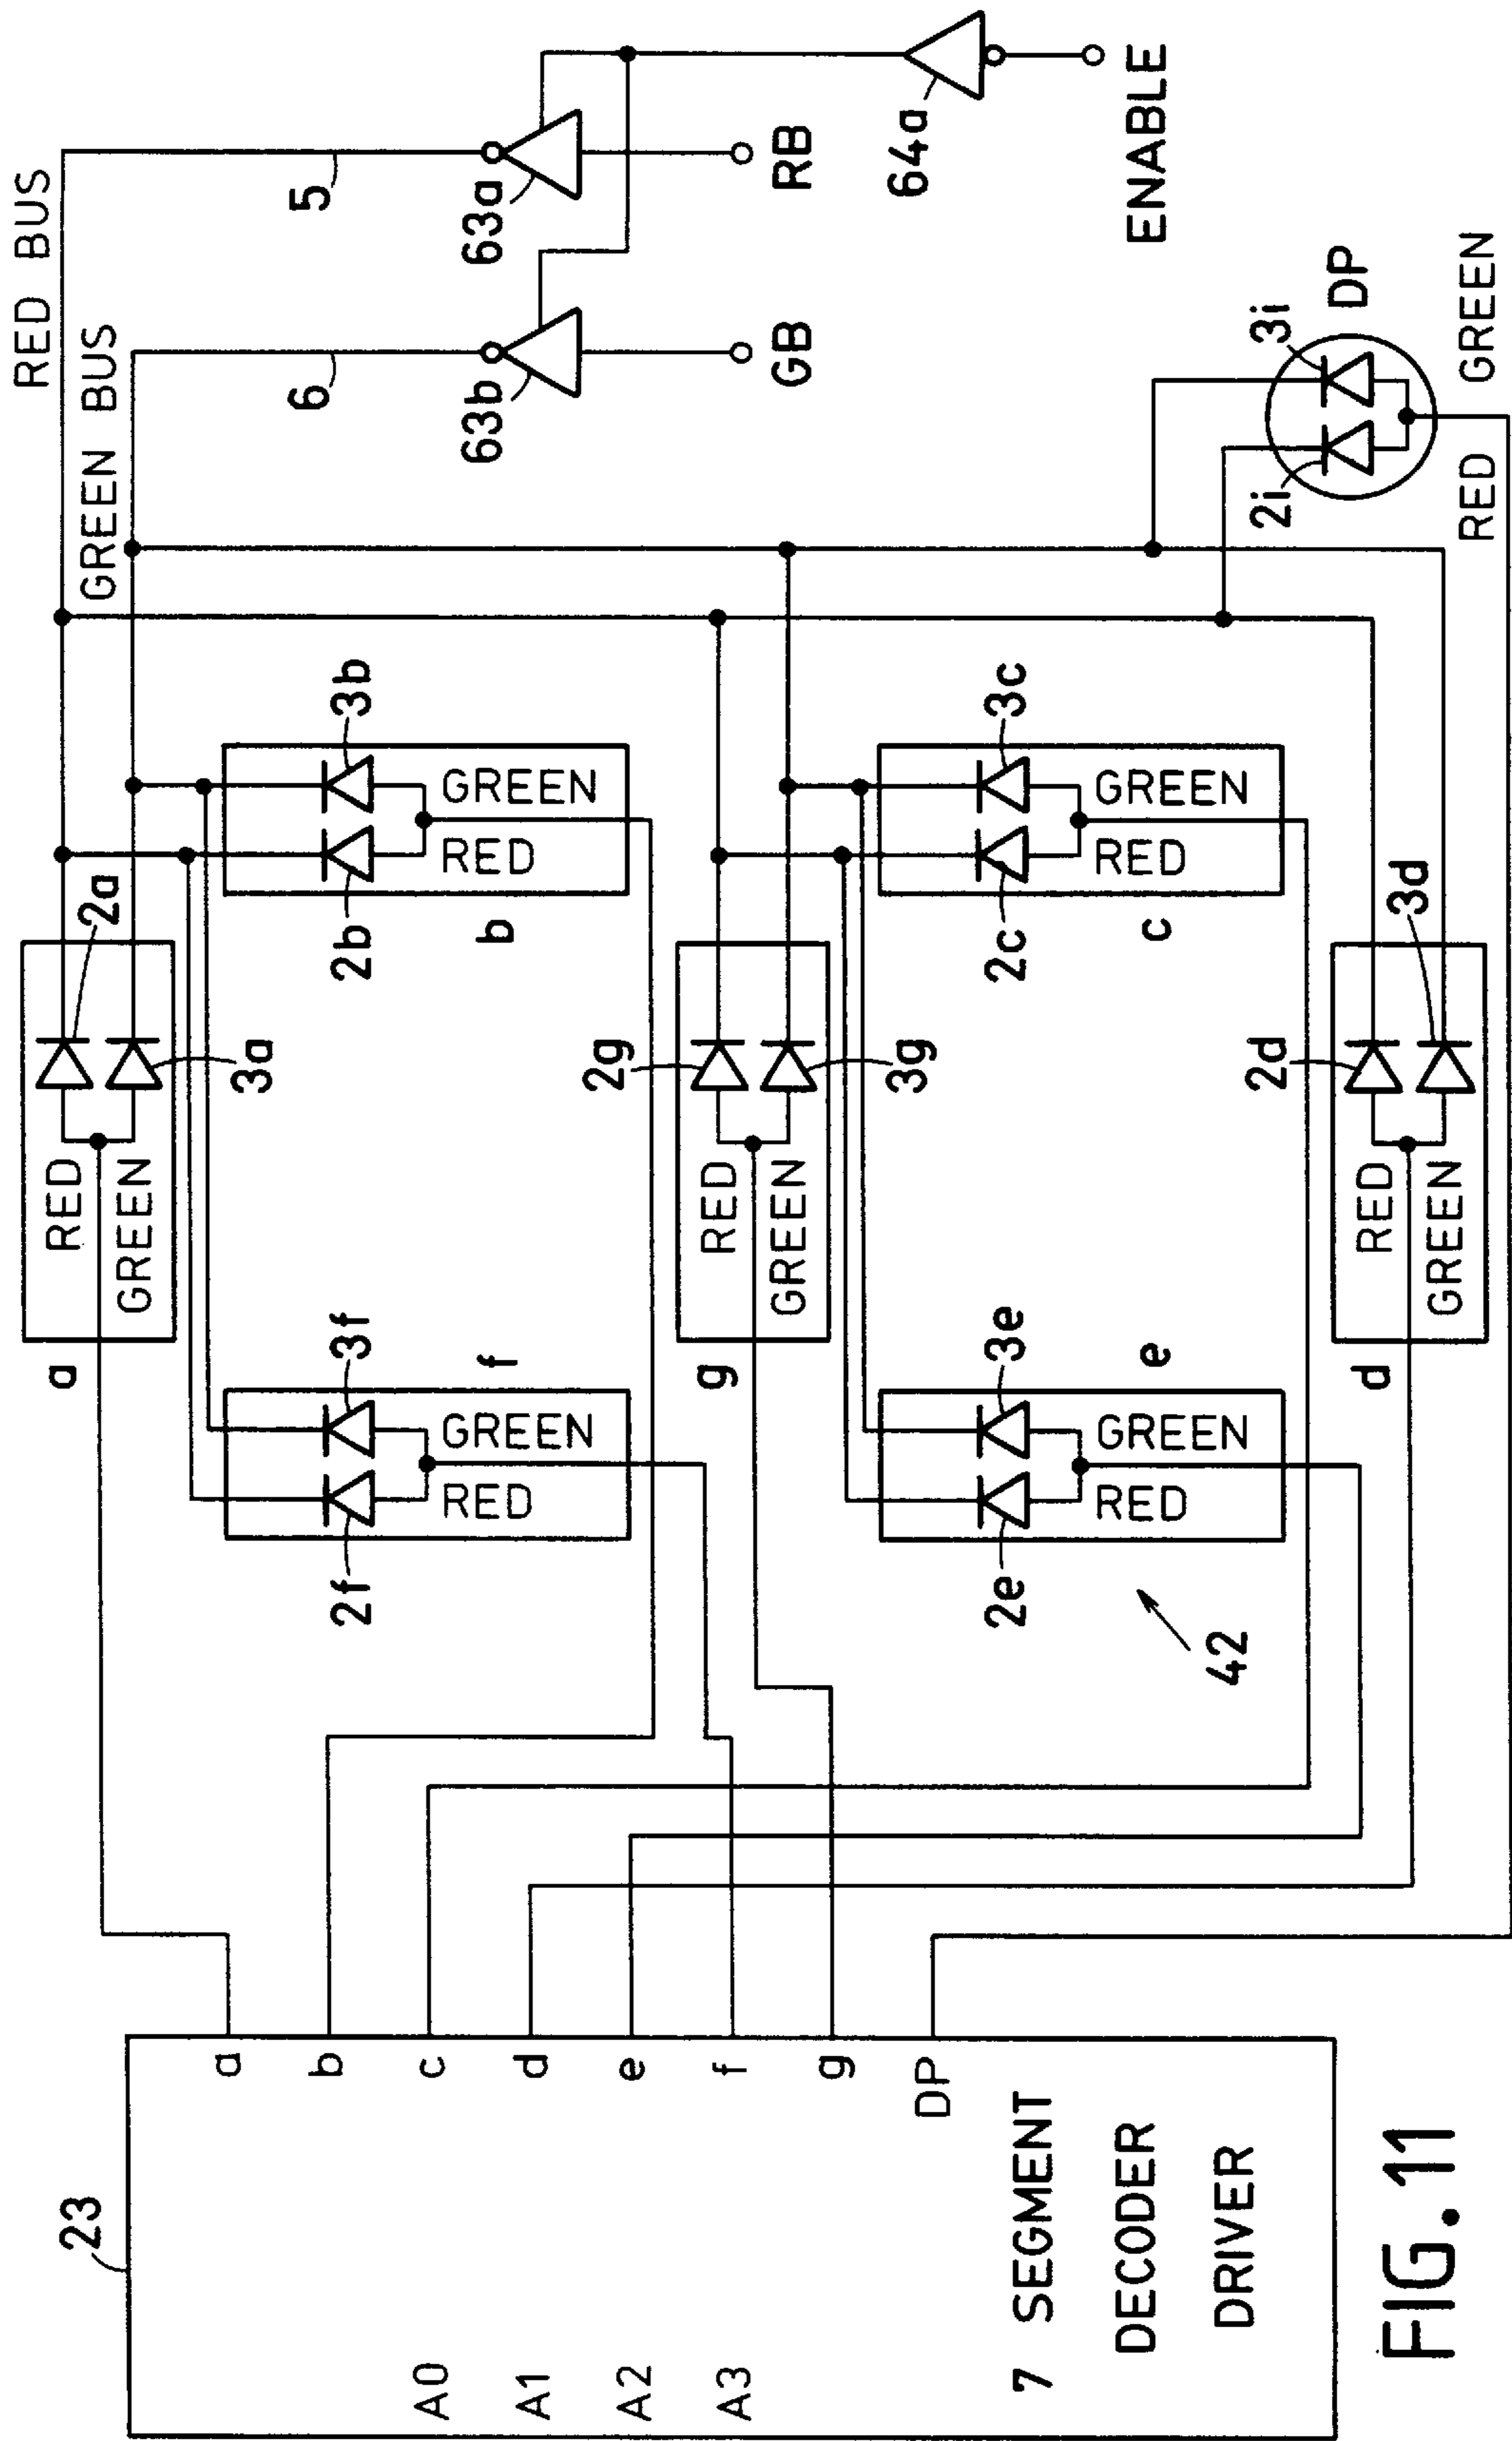 RED BUS
GREEN BUS
5
6
63a
63b
RB
GB
64a
ENABLE
a
RED
GREEN
2a
3a
f
2f
3f
RED
GREEN
b
2b
3b
RED
GREEN
g
RED
GREEN
2g
3g
e
2e
3e
RED
GREEN
c
2c
3c
RED
GREEN
d
RED
GREEN
2d
3d
2i
3i
DP
RED
GREEN
42
23
A0
A1
A2
A3
a
b
c
d
e
f
g
DP
7 SEGMENT
DECODER
DRIVER
FIG.11